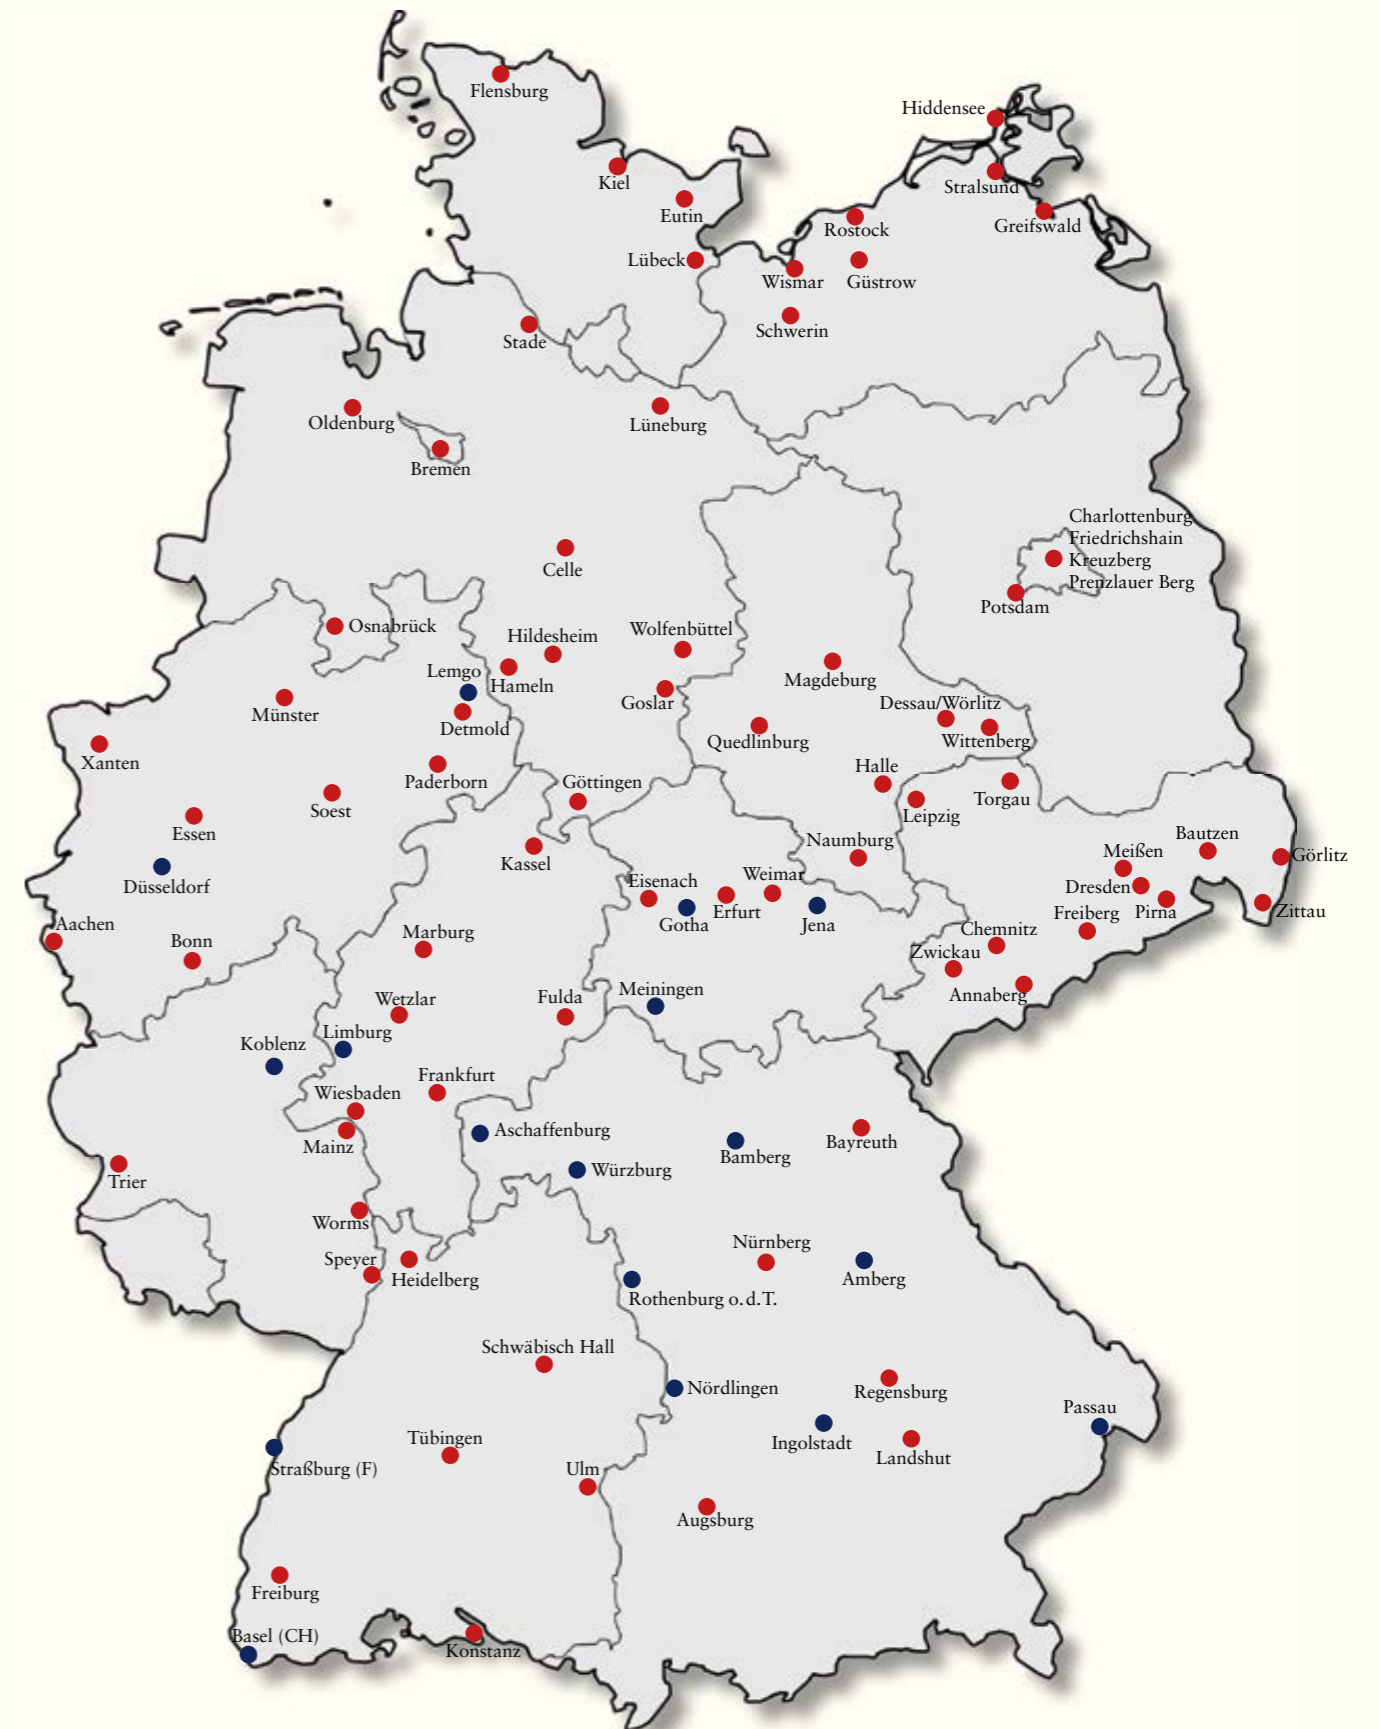 Flensburg
Hiddensee
Kiel
Stralsund
Eutin
Rostock
Greifswald
Lübeck
Wismar
Güstrow
Schwerin
Stade
Oldenburg
Lüneburg
Bremen
Charlottenburg
Friedrichshain
Kreuzberg
Prenzlauer Berg
Celle
Potsdam
Osnabrück
Hildesheim
Wolfenbüttel
Lemgo
Hameln
Magdeburg
Goslar
Dessau/Wörlitz
Münster
Detmold
Quedlinburg
Wittenberg
Xanten
Paderborn
Göttingen
Halle
Torgau
Soest
Leipzig
Essen
Kassel
Naumburg
Bautzen
Meißen
Görlitz
Düsseldorf
Eisenach
Weimar
Dresden
Gotha
Erfurt
Jena
Freiberg
Pirna
Zittau
Aachen
Bonn
Marburg
Chemnitz
Zwickau
Meiningen
Annaberg
Wetzlar
Fulda
Limburg
Koblenz
Frankfurt
Wiesbaden
Aschaffenburg
Bayreuth
Mainz
Bamberg
Würzburg
Trier
Worms
Nürnberg
Speyer
Heidelberg
Amberg
Rothenburg o. d. T.
Schwäbisch Hall
Nördlingen
Regensburg
Passau
Tübingen
Ingolstadt
Landshut
Straßburg (F)
Ulm
Augsburg
Freiburg
Basel (CH)
Konstanz